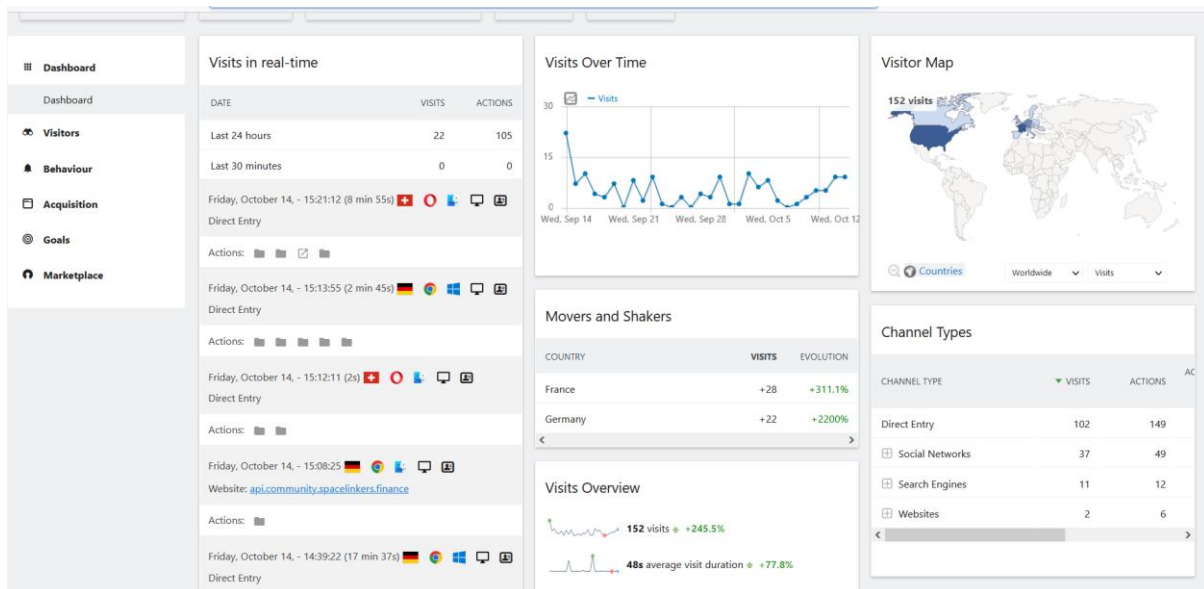 Dashboard
Dashboard
Visitors
Behaviour
Acquisition
Goals
Marketplace
Visits in real-time
DATE VISITS ACTIONS
Last 24 hours 22 105
Last 30 minutes 0 0
Friday, October 14, - 15:21:12 (8 min 55s)
Direct Entry
Actions:
Friday, October 14, - 15:13:55 (2 min 45s)
Direct Entry
Actions:
Friday, October 14, - 15:12:11 (2s)
Direct Entry
Actions:
Friday, October 14, - 15:08:25
Website: api.community.spacelinkers.finance
Actions:
Friday, October 14, - 14:39:22 (17 min 37s)
Direct Entry
Visits Over Time
Visits
30
15
0
Wed, Sep 14 Wed, Sep 21 Wed, Sep 28 Wed, Oct 5 Wed, Oct 12
Movers and Shakers
COUNTRY VISITS EVOLUTION
France +28 +311.1%
Germany +22 +2200%
Visits Overview
152 visits +245.5%
48s average visit duration +77.8%
Visitor Map
152 visits
Countries Worldwide Visits
Channel Types
CHANNEL TYPE VISITS ACTIONS AC
Direct Entry 102 149
Social Networks 37 49
Search Engines 11 12
Websites 2 6